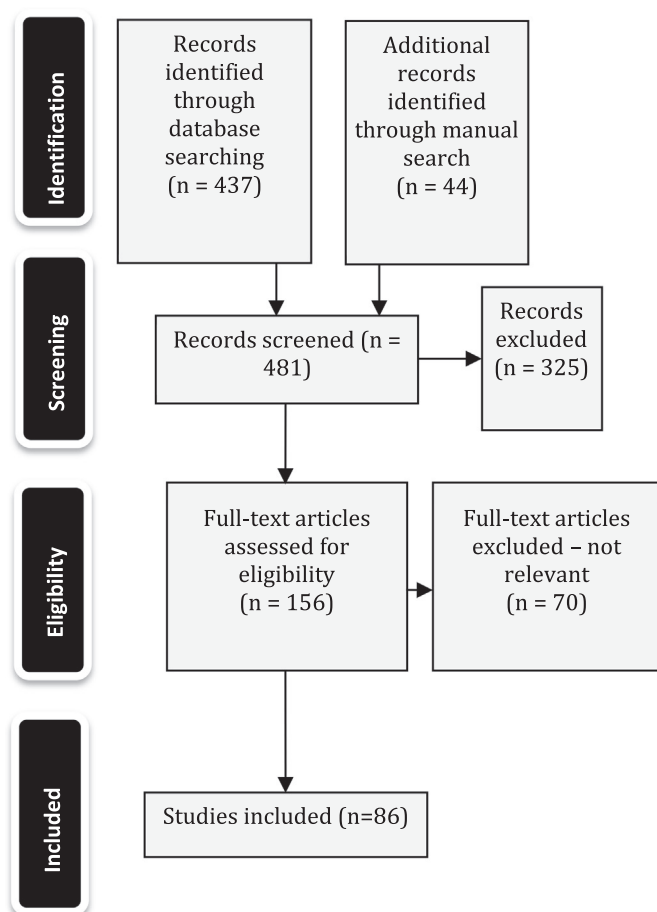 Identification
Records
identified
through
database
searching
(n = 437)
Additional
records
identified
through manual
search
(n = 44)
Screening
Records screened (n =
481)
Records
excluded
(n = 325)
Eligibility
Full-text articles
assessed for
eligibility
(n = 156)
Full-text articles
excluded – not
relevant
(n = 70)
Included
Studies included (n=86)